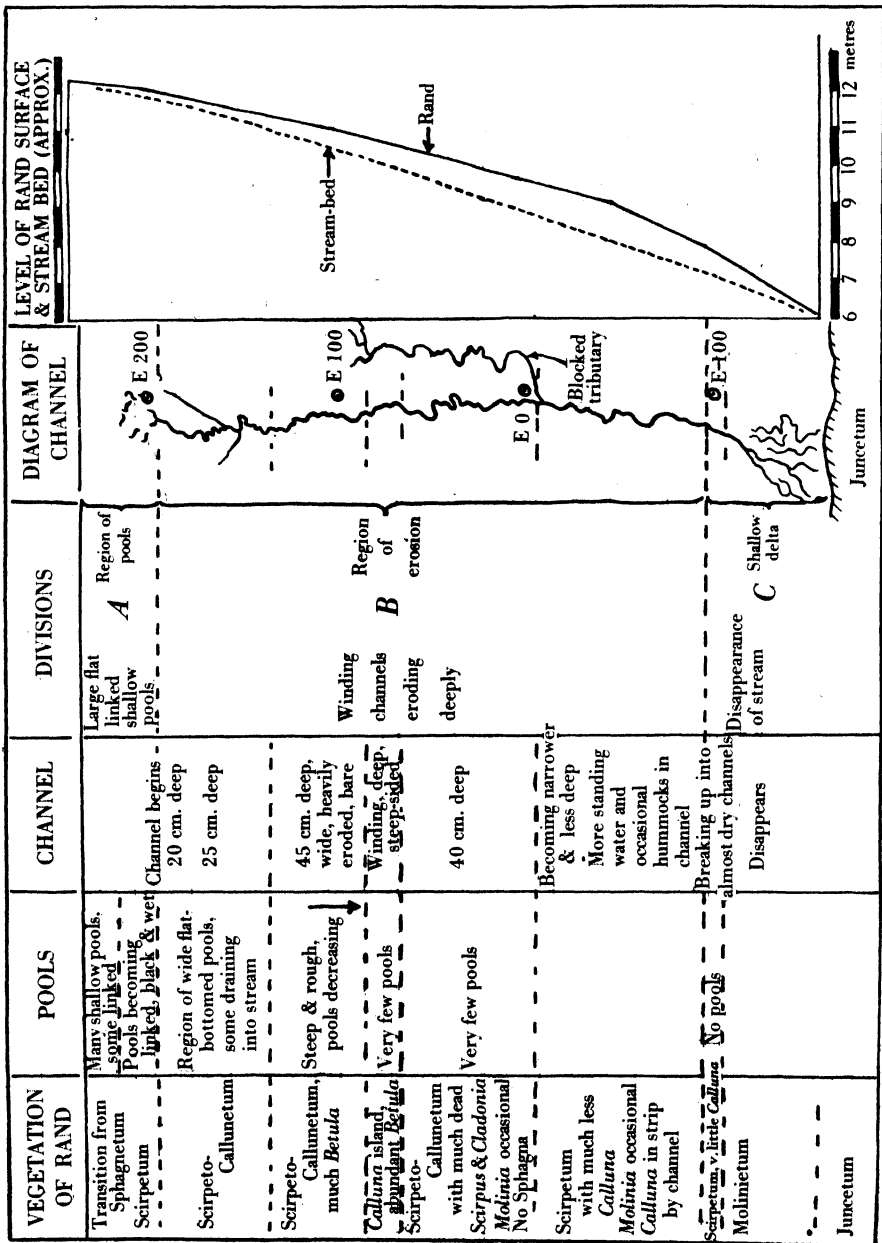 VEGETATION
OF RAND
POOLS
CHANNEL
DIVISIONS
DIAGRAM OF
CHANNEL
LEVEL OF RAND SURFACE
& STREAM BED (APPROX.)
Transition from
Sphagnetum
Scirpetum
Scirpeto-
Callunetum
Scirpeto-
Callunetum,
much Betula
Calluna island,
abundant Betula
Scirpeto-
Callunetum
with much dead
Scirpus & Cladonia
Molinia occasional
No Sphagna
Scirpetum
with much less
Calluna
Molinia occasional
Calluna in strip
by channel
Scirpetum, v. little Calluna
Molinietum
Juncetum
Many shallow pools.
some linked
Pools becoming
linked, black & wet
Region of wide flat-
bottomed pools,
some draining
into stream
Steep & rough,
pools decreasing
Very few pools
Very few pools
No pools
Channel begins
20 cm. deep
25 cm. deep
45 cm. deep,
wide, heavily
eroded, bare
Winding, deep,
steep-sided
40 cm. deep
Becoming narrower
& less deep
More standing
water and
occasional
hummocks in
channel
Breaking up into
almost dry channels
Disappears
Large flat
linked
shallow
pools.
A
Region of
pools
Winding
channels
eroding
deeply
B
Region
of
erosion
Disappearance
of stream
C
Shallow
delta
E 200
E 100
E 0
Blocked
tributary
E-100
Juncetum
Stream-bed
Rand
6 7 8 9 10 11 12 metres